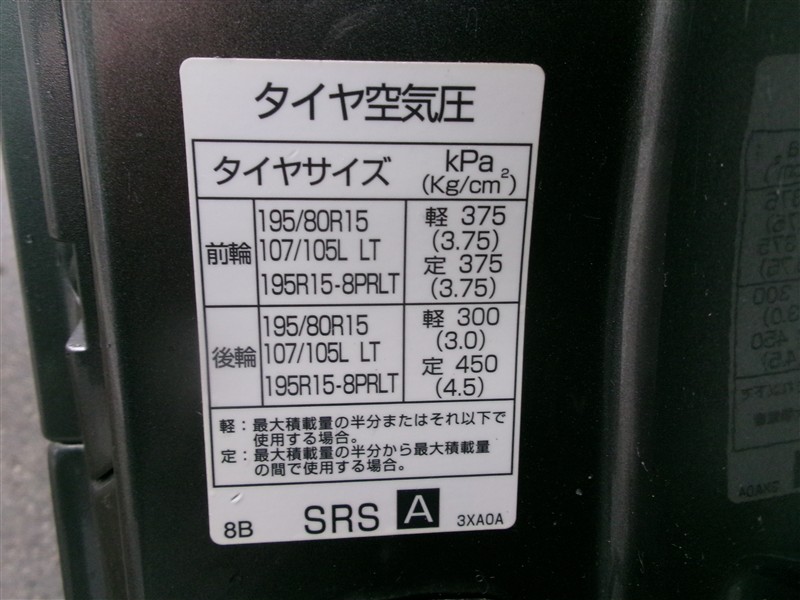 タイヤ空気圧
タイヤサイズ
kPa
(Kg/cm²)
前輪
195/80R15
107/105L LT
195R15-8PRLT
軽 375
(3.75)
定 375
(3.75)
後輪
195/80R15
107/105L LT
195R15-8PRLT
軽 300
(3.0)
定 450
(4.5)
軽：最大積載量の半分またはそれ以下で
使用する場合。
定：最大積載量の半分から最大積載量
の間で使用する場合。
8B SRS A 3XA0A